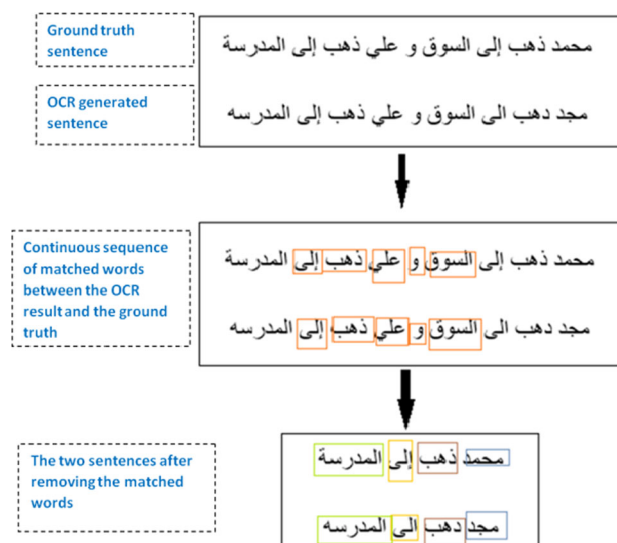 Ground truth
sentence
محمد ذهب إلى السوق و علي ذهب إلى المدرسة
OCR generated
sentence
مجد دهب الى السوق و علي ذهب إلى المدرسه
Continuous sequence
of matched words
between the OCR
result and the ground
truth
محمد ذهب إلى السوق و علي ذهب إلى المدرسة
مجد دهب الى السوق و علي ذهب إلى المدرسه
The two sentences after
removing the matched
words
محمد ذهب إلى المدرسة
مجد دهب الى المدرسه